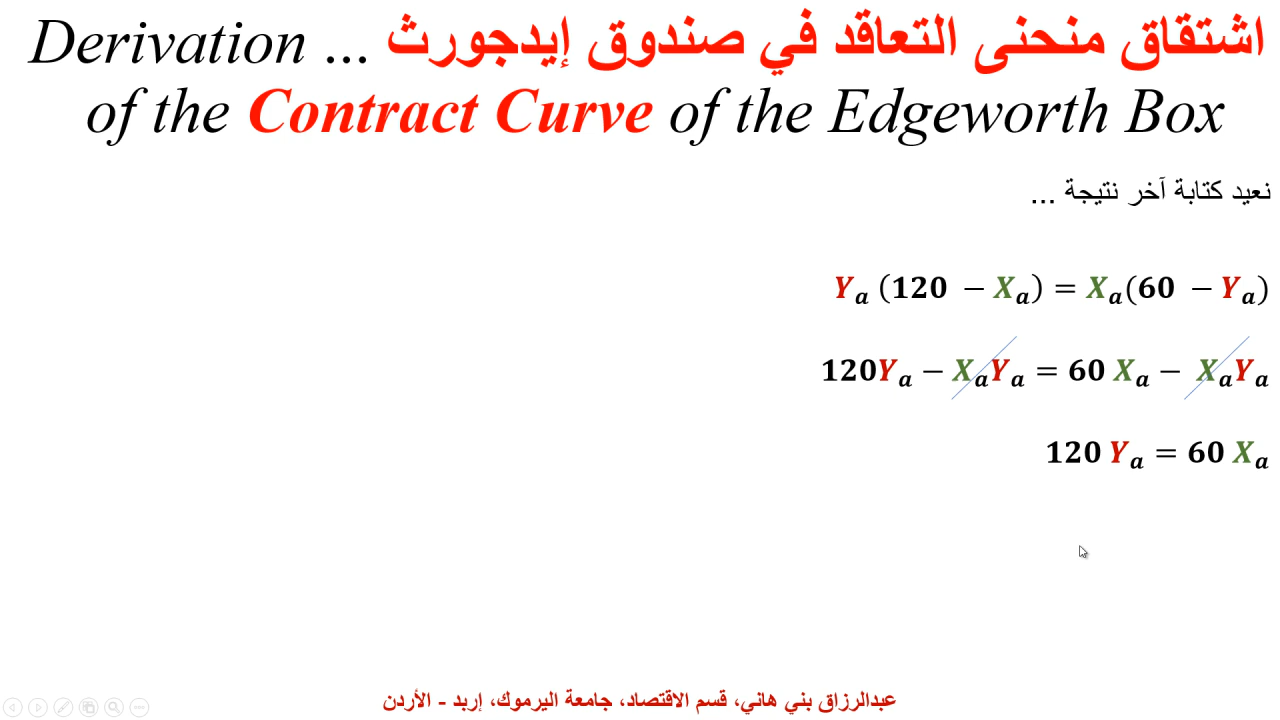 اشتقاق منحنى التعاقد في صندوق إيدجورث ... Derivation
of the Contract Curve of the Edgeworth Box
نعيد كتابة آخر نتيجة ...
Yₐ (120 − Xₐ) = Xₐ(60 − Yₐ)
120Yₐ − XₐYₐ = 60 Xₐ − XₐYₐ
120 Yₐ = 60 Xₐ
عبدالرزاق بني هاني، قسم الاقتصاد، جامعة اليرموك، إربد - الأردن